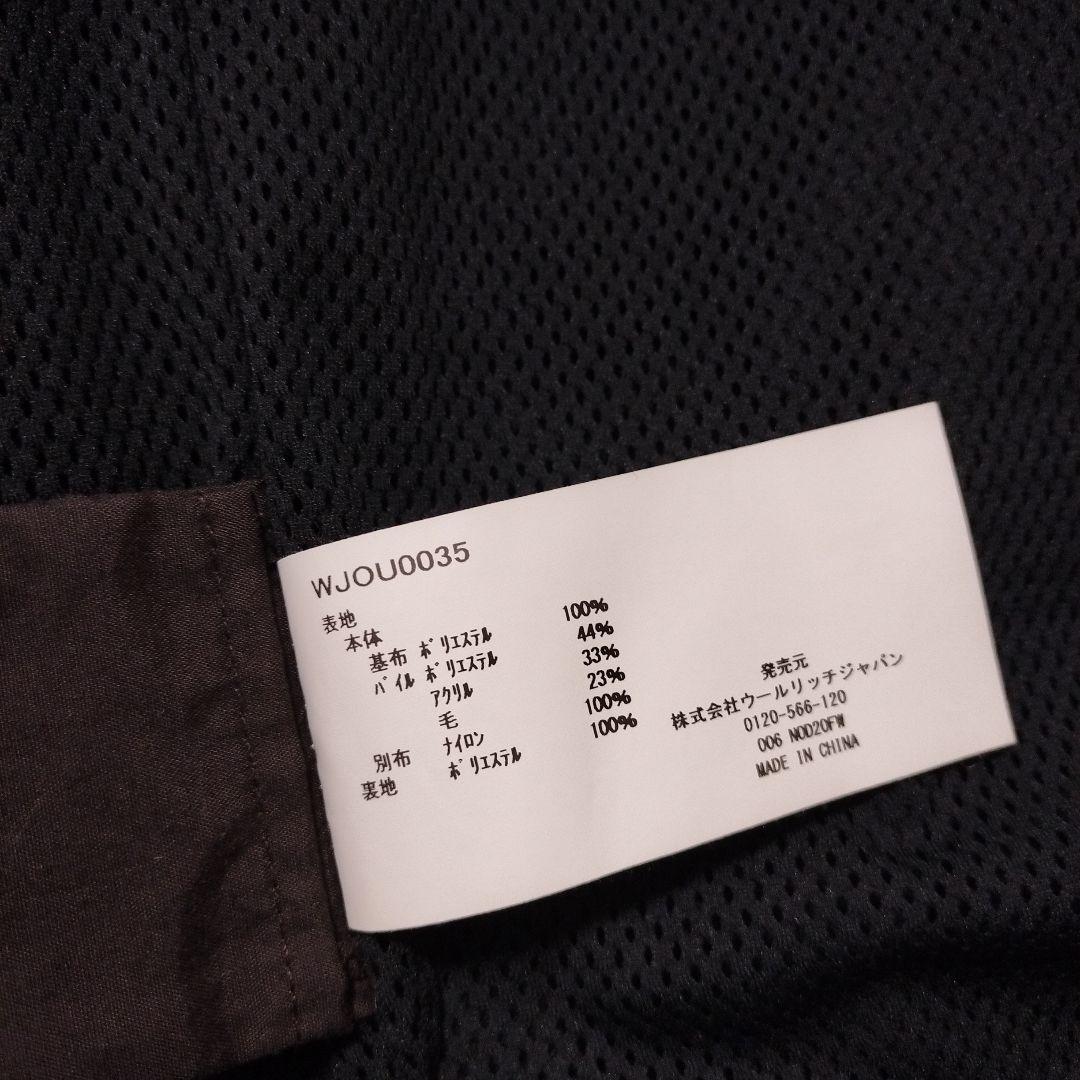 WJOU0035
表地
本体
基布 ﾎﾟﾘｴｽﾃﾙ 100%
ﾊﾟｲﾙ ﾎﾟﾘｴｽﾃﾙ 44%
ｱｸﾘﾙ 33%
毛 23%
別布 ﾅｲﾛﾝ 100%
裏地 ﾎﾟﾘｴｽﾃﾙ 100%
発売元
株式会社ウールリッチジャパン
0120-566-120
006 NOD20FW
MADE IN CHINA